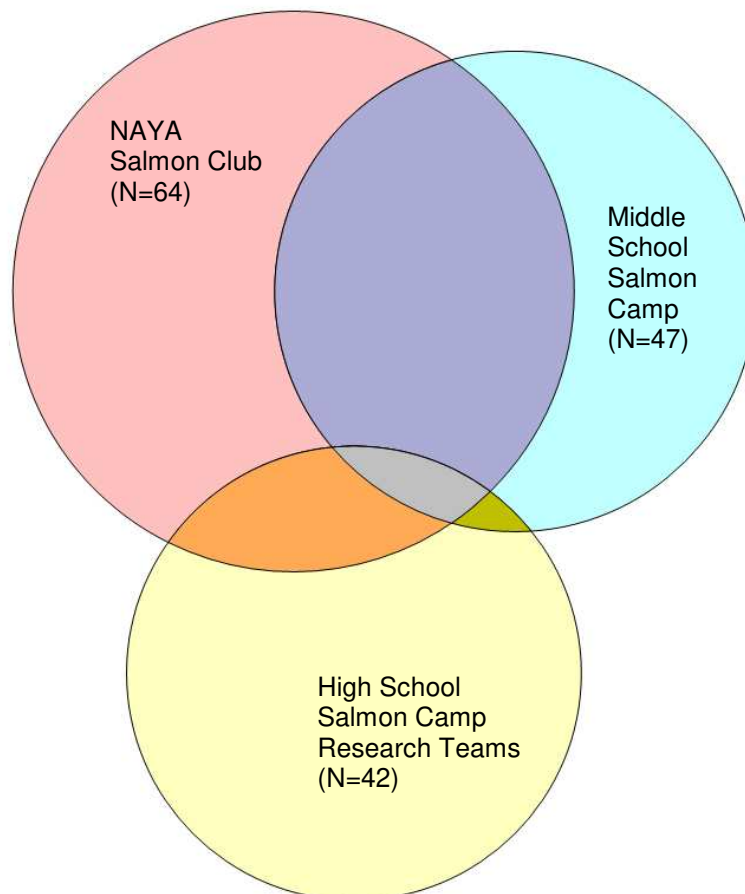 NAYA
Salmon Club
(N=64)
Middle
School
Salmon
Camp
(N=47)
High School
Salmon Camp
Research Teams
(N=42)